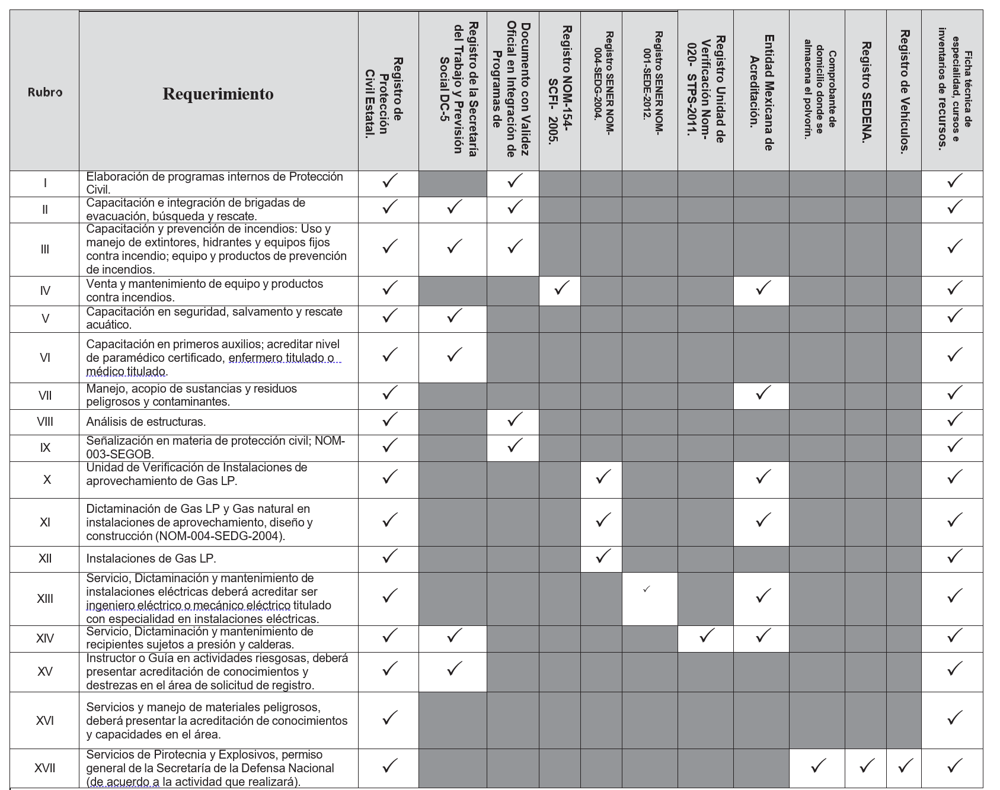 Rubro
Requerimiento
Registro de
Protección
Civil Estatal.
Registro de la Secretaría
del Trabajo y Previsión
Social DC-5
Documento con Validez
Oficial en Integración de
Programas de
Registro NOM-154-
SCFI- 2005.
Registro SENER NOM-
004-SEDG-2004.
Registro SENER NOM-
001-SEDE-2012.
Registro Unidad de
Verificación Nom-
020- STPS-2011.
Entidad Mexicana de
Acreditación.
Comprobante de
domicilio donde se
almacena el polvorín.
Registro SEDENA.
Registro de Vehículos.
Ficha técnica de
especialidad, cursos e
inventarios de recursos.
I
Elaboración de programas internos de Protección
Civil.
✓ ✓ ✓
II
Capacitación e integración de brigadas de
evacuación, búsqueda y rescate.
✓ ✓ ✓ ✓
III
Capacitación y prevención de incendios: Uso y
manejo de extintores, hidrantes y equipos fijos
contra incendio; equipo y productos de prevención
de incendios.
✓ ✓ ✓ ✓
IV
Venta y mantenimiento de equipo y productos
contra incendios.
✓ ✓ ✓ ✓
V
Capacitación en seguridad, salvamento y rescate
acuático.
✓ ✓ ✓
VI
Capacitación en primeros auxilios; acreditar nivel
de paramédico certificado, enfermero titulado o
médico titulado.
✓ ✓ ✓
VII
Manejo, acopio de sustancias y residuos
peligrosos y contaminantes.
✓ ✓ ✓
VIII
Análisis de estructuras.
✓ ✓ ✓
IX
Señalización en materia de protección civil; NOM-
003-SEGOB.
✓ ✓ ✓
X
Unidad de Verificación de Instalaciones de
aprovechamiento de Gas LP.
✓ ✓ ✓ ✓
XI
Dictaminación de Gas LP y Gas natural en
instalaciones de aprovechamiento, diseño y
construcción (NOM-004-SEDG-2004).
✓ ✓ ✓ ✓
XII
Instalaciones de Gas LP.
✓ ✓ ✓
XIII
Servicio, Dictaminación y mantenimiento de
instalaciones eléctricas deberá acreditar ser
ingeniero eléctrico o mecánico eléctrico titulado
con especialidad en instalaciones eléctricas.
✓ ✓ ✓ ✓
XIV
Servicio, Dictaminación y mantenimiento de
recipientes sujetos a presión y calderas.
✓ ✓ ✓ ✓ ✓
XV
Instructor o Guía en actividades riesgosas, deberá
presentar acreditación de conocimientos y
destrezas en el área de solicitud de registro.
✓ ✓ ✓
XVI
Servicios y manejo de materiales peligrosos,
deberá presentar la acreditación de conocimientos
y capacidades en el área.
✓ ✓
XVII
Servicios de Pirotecnia y Explosivos, permiso
general de la Secretaría de la Defensa Nacional
(de acuerdo a la actividad que realizará).
✓ ✓ ✓ ✓ ✓